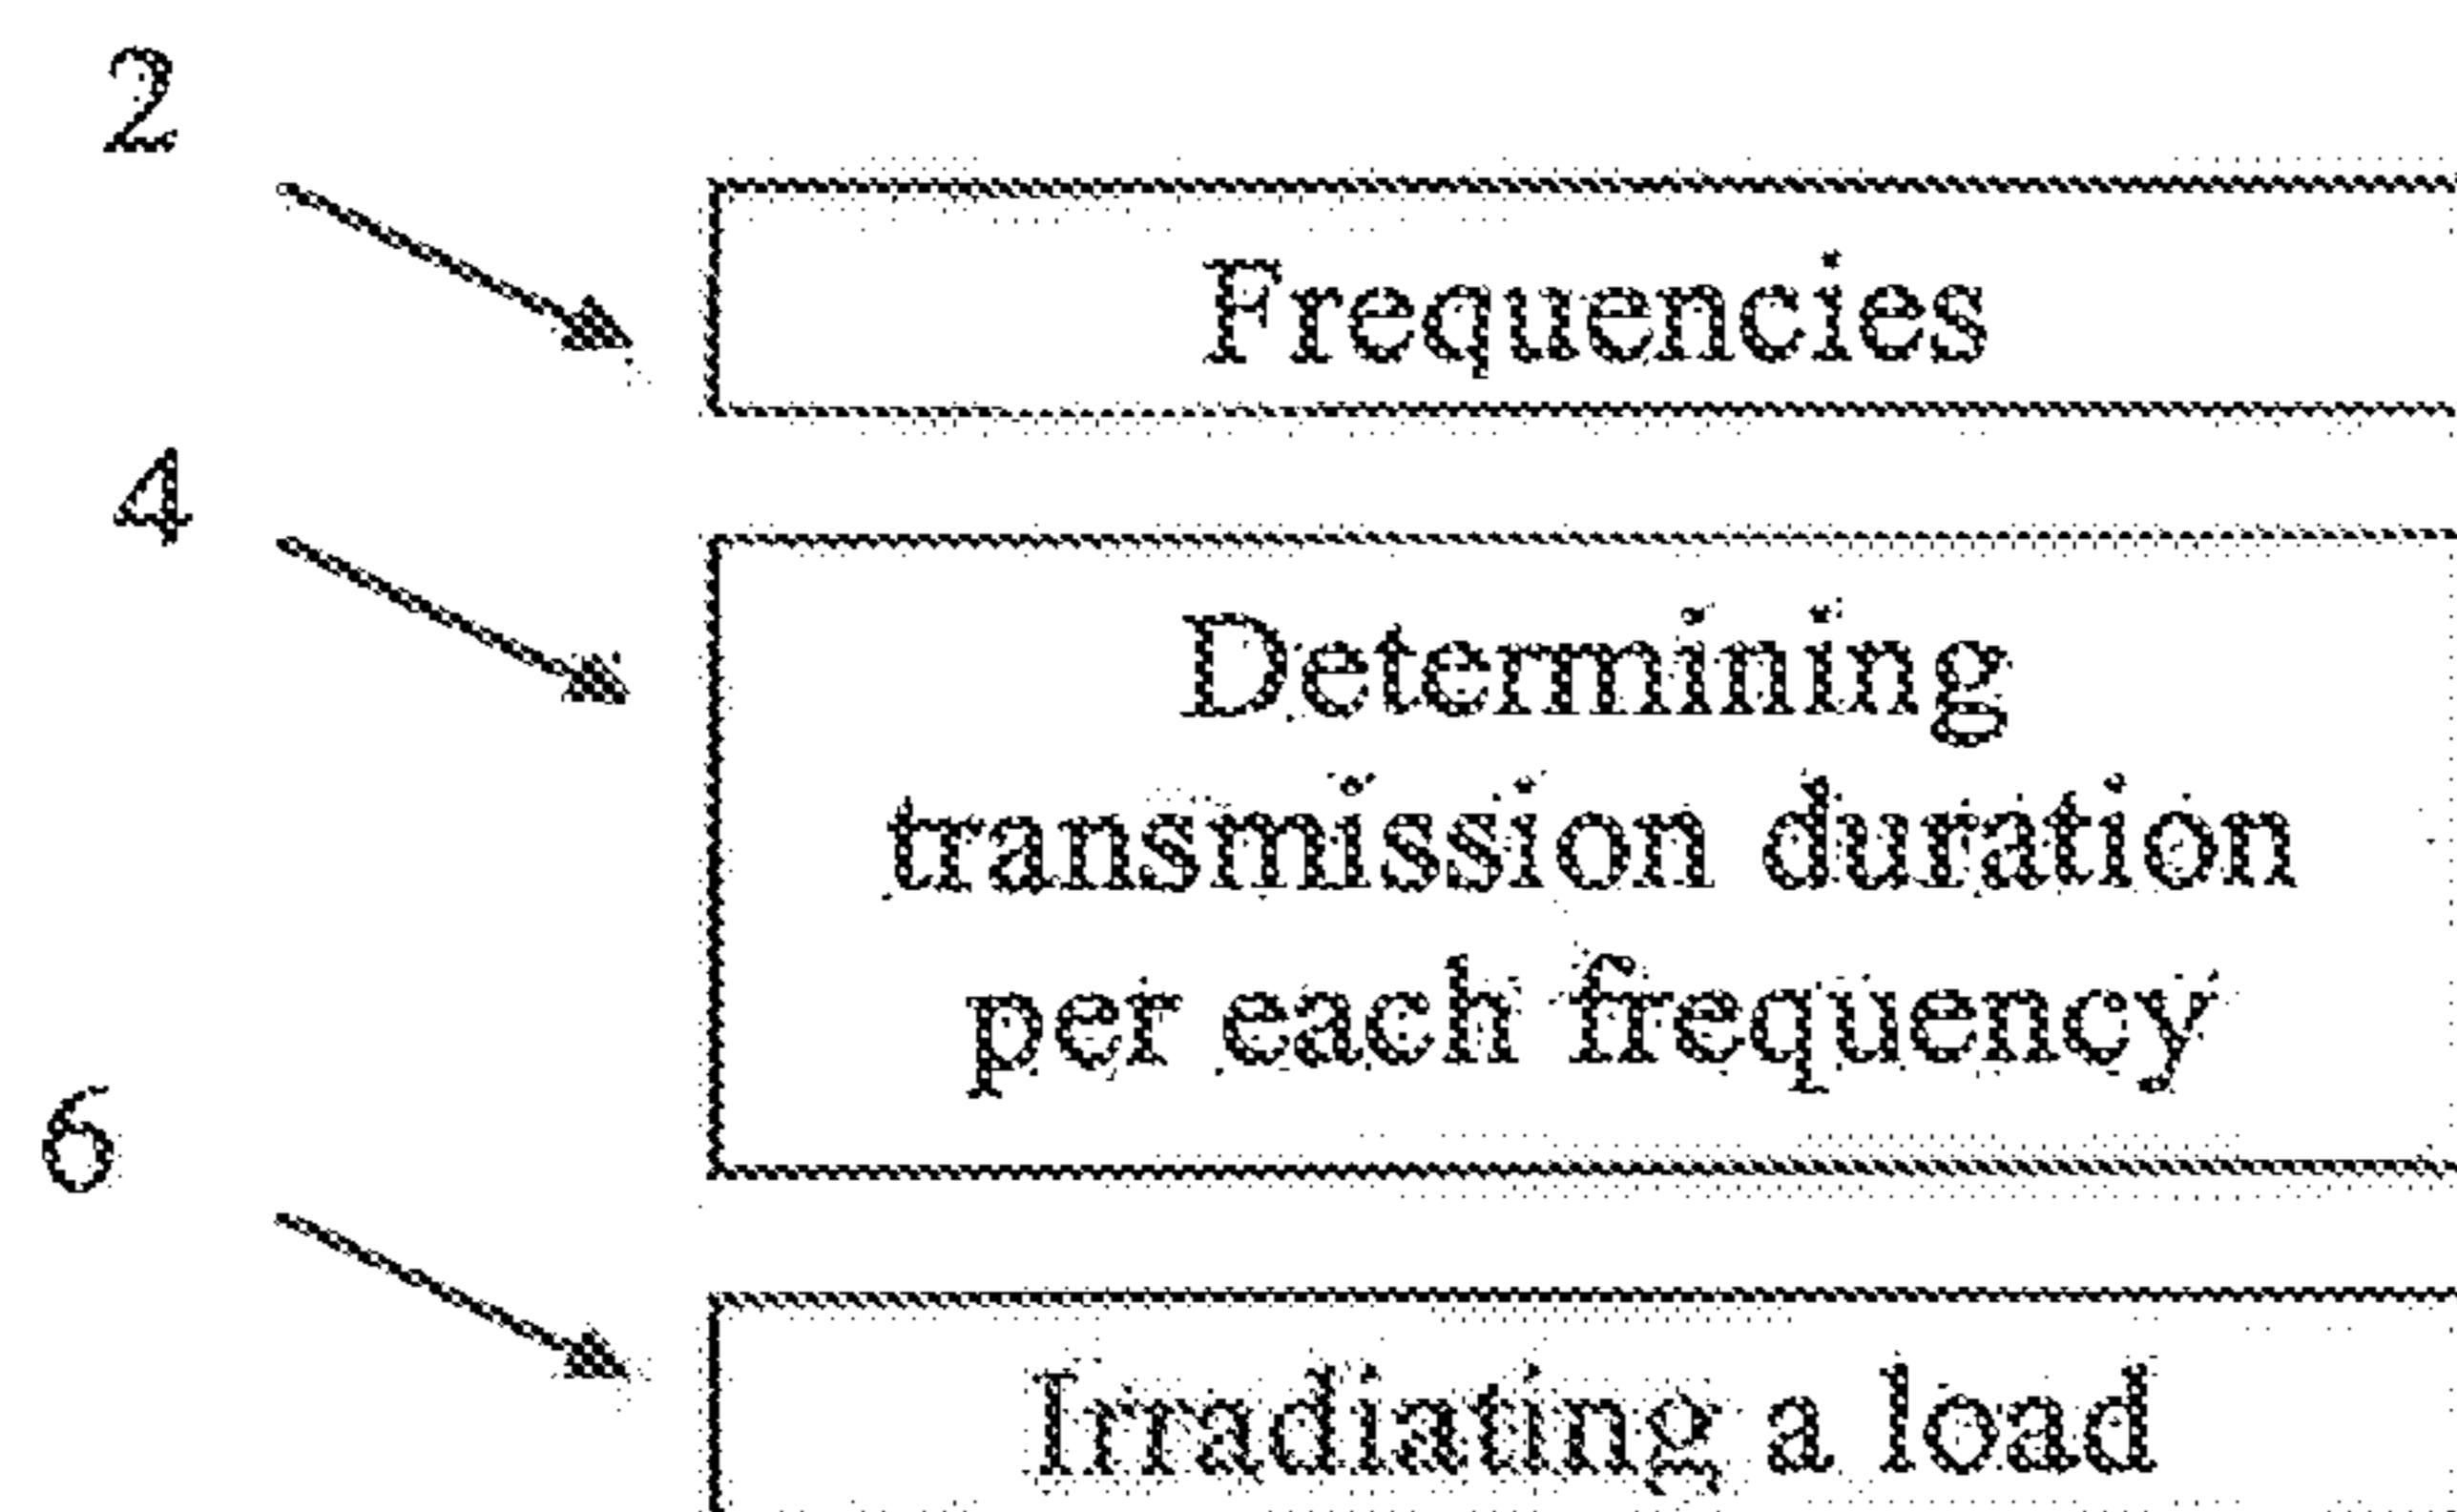 2
Frequencies
4
Determining
transmission duration
per each frequency
6
Irradiating a load